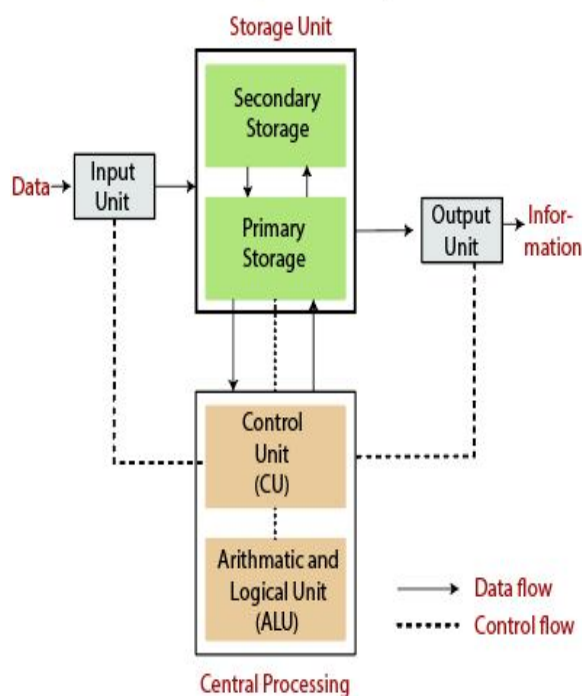 Storage Unit
Secondary
Storage
Data
Input
Unit
Primary
Storage
Output
Unit
Infor-
mation
Control
Unit
(CU)
Arithmatic and
Logical Unit
(ALU)
Data flow
Control flow
Central Processing